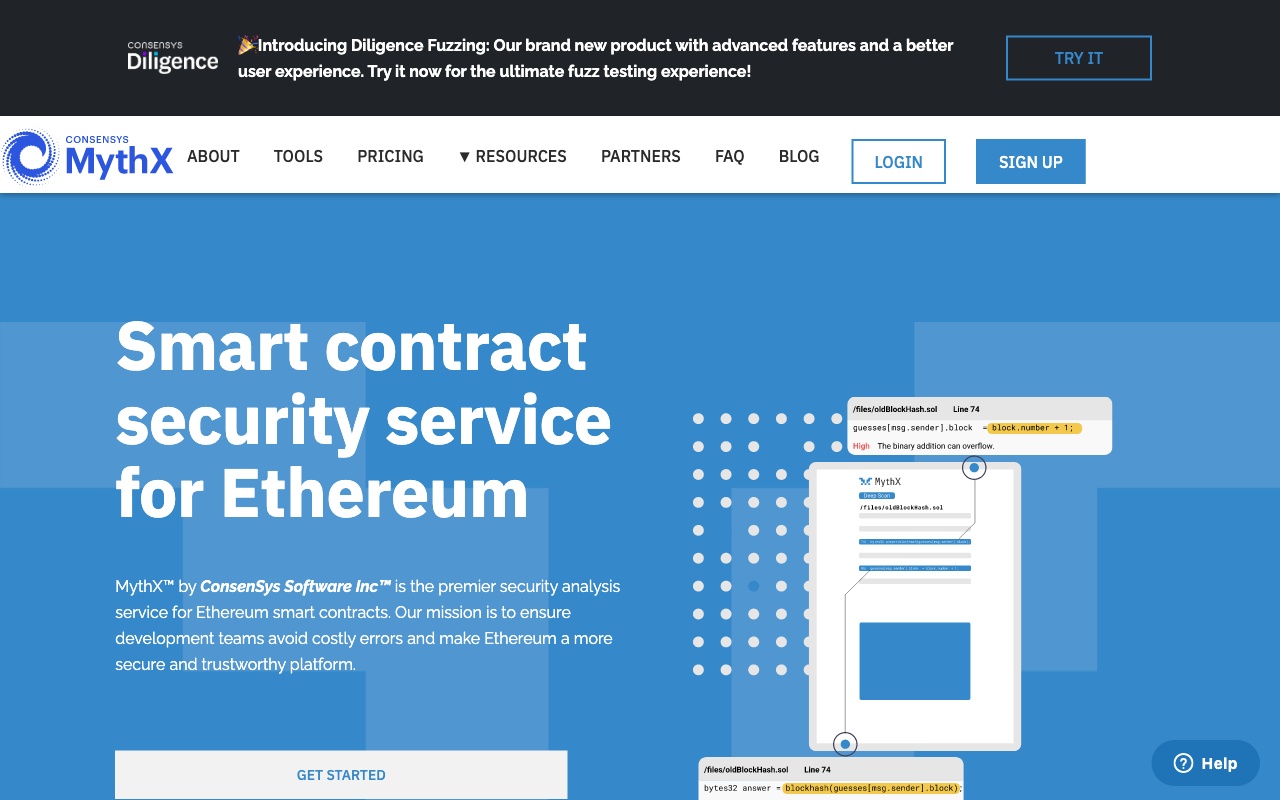 CONSENSYS
Diligence
🎉Introducing Diligence Fuzzing: Our brand new product with advanced features and a better
user experience. Try it now for the ultimate fuzz testing experience!
TRY IT
CONSENSYS
MythX
ABOUT
TOOLS
PRICING
▼ RESOURCES
PARTNERS
FAQ
BLOG
LOGIN
SIGN UP
Smart contract
security service
for Ethereum
MythX™ by ConsenSys Software Inc™ is the premier security analysis
service for Ethereum smart contracts. Our mission is to ensure
development teams avoid costly errors and make Ethereum a more
secure and trustworthy platform.
GET STARTED
/files/oldBlockHash.sol Line 74
guesses[msg.sender].block = block.number + 1;
High The binary addition can overflow.
MythX
Deep Scan
/files/oldBlockHash.sol
/files/oldBlockHash.sol Line 74
bytes32 answer = blockhash(guesses[msg.sender].block);
Help